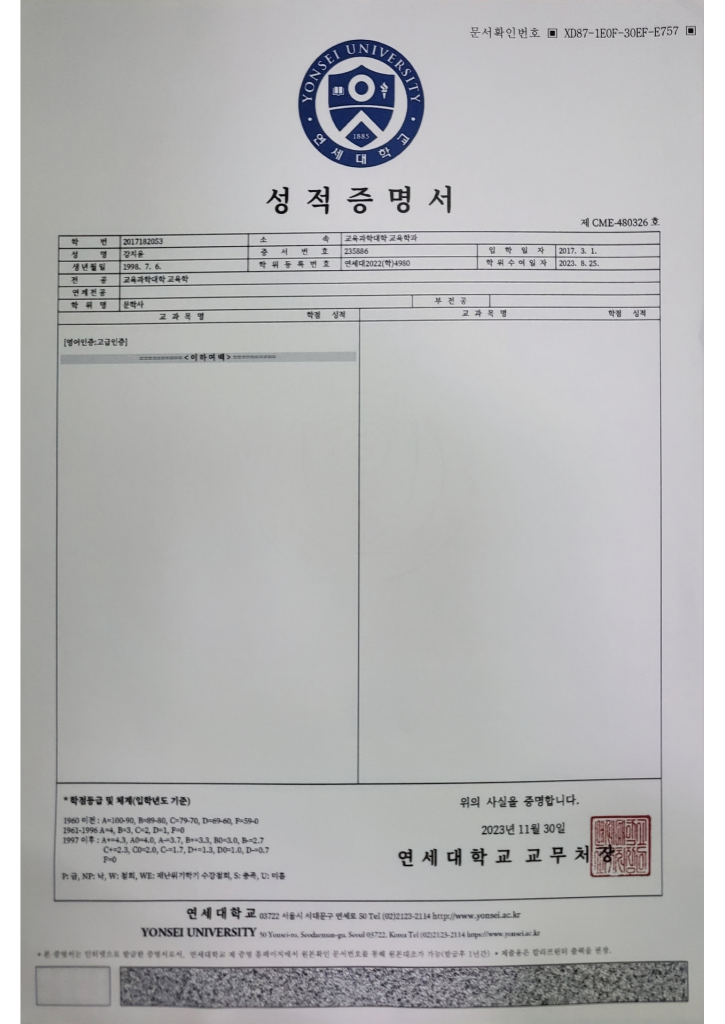 문서확인번호 ▣ XD87-1E0F-30EF-E757 ▣
YONSEI UNIVERSITY
1885
연세대학교
성적증명서
제 CME-480326 호
학 번 2017182053 소 속 교육과학대학 교육학과
성 명 강지윤 증 서 번 호 235886 입 학 일 자 2017. 3. 1.
생년월일 1998. 7. 6. 학 위 등 록 번 호 연세대2022(학)4980 학 위 수 여 일 자 2023. 8. 25.
전 공 교육과학대학 교육학
연계전공
학 위 명 문학사 부 전 공
교 과 목 명 학점 성적 교 과 목 명 학점 성적
[영어인증:고급인증]
==========< 이 하 여 백 >==========
* 학점등급 및 체계(입학년도 기준)
1960 이전 : A=100-90, B=89-80, C=79-70, D=69-60, F=59-0
1961-1996 A=4, B=3, C=2, D=1, F=0
1997 이후 : A+=4.3, A0=4.0, A-=3.7, B+=3.3, B0=3.0, B-=2.7
C+=2.3, C0=2.0, C-=1.7, D+=1.3, D0=1.0, D-=0.7
F=0
P: 급, NP: 낙, W: 철회, WE: 재난위기학기 수강철회, S: 충족, U: 미흡
위의 사실을 증명합니다.
2023년 11월 30일
연세대학교 교무처장
연세대학교 03722 서울시 서대문구 연세로 50 Tel (02)2123-2114 http://www.yonsei.ac.kr
YONSEI UNIVERSITY 50 Yonsei-ro, Seodaemun-gu, Seoul 03722, Korea Tel (02)2123-2114 https://www.yonsei.ac.kr
* 본 증명서는 인터넷으로 발급한 증명서로서, 연세대학교 제 증명 홈페이지에서 원본확인 문서번호를 통해 원본대조가 가능(발급후 1년간) * 제출용은 칼라프린터 출력을 권장.